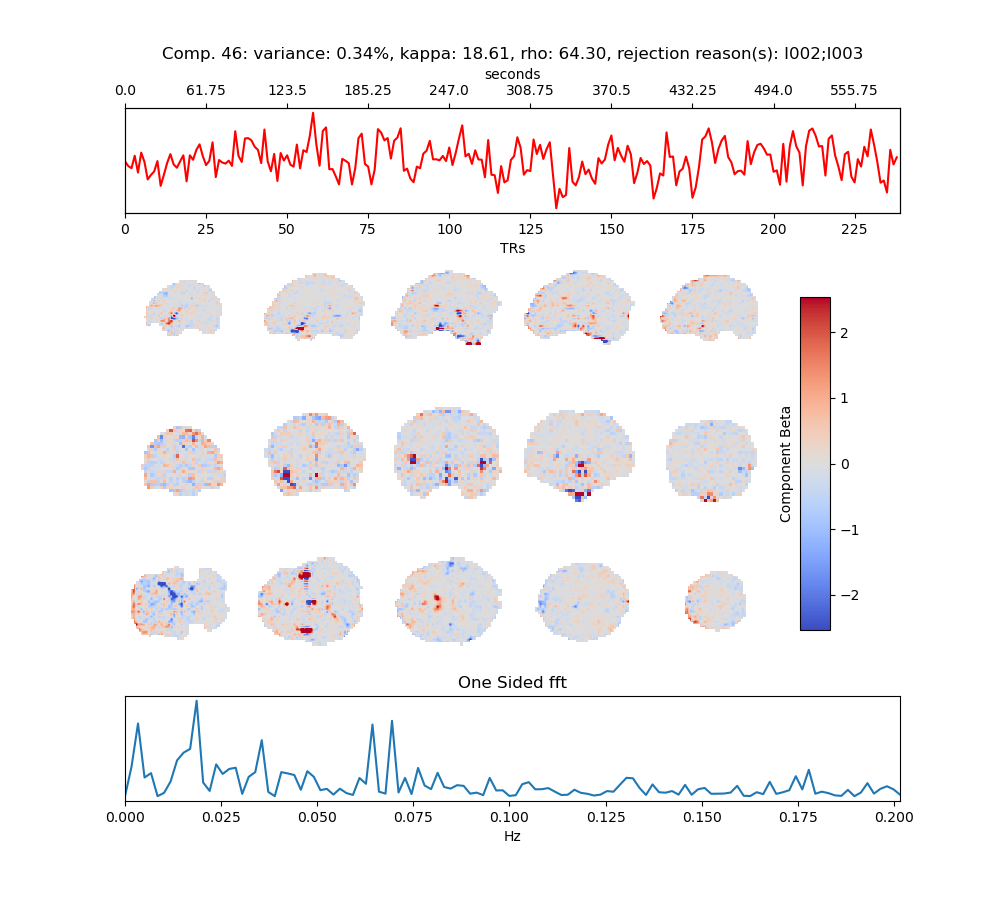 Comp. 46: variance: 0.34%, kappa: 18.61, rho: 64.30, rejection reason(s): I002;I003
seconds
0.0 61.75 123.5 185.25 247.0 308.75 370.5 432.25 494.0 555.75
0 25 50 75 100 125 150 175 200 225
TRs
2
1
0
−1
−2
Component Beta
One Sided fft
0.000 0.025 0.050 0.075 0.100 0.125 0.150 0.175 0.200
Hz